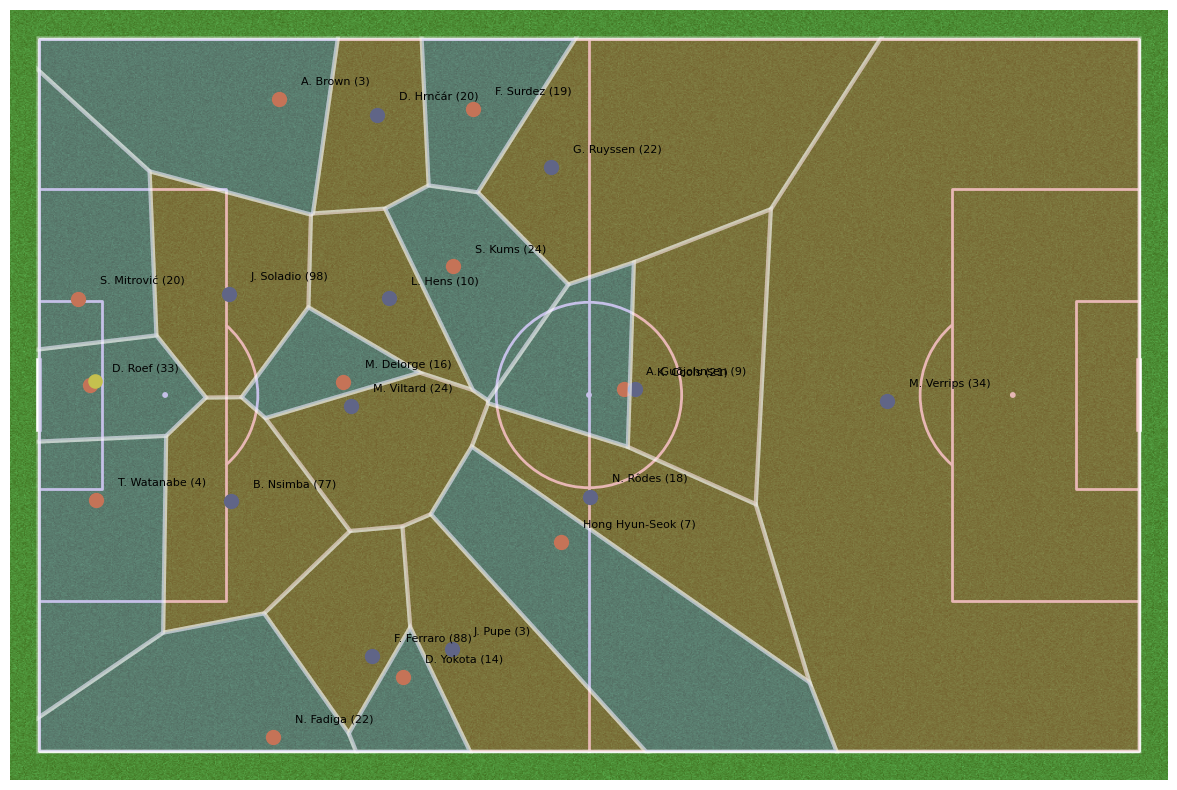 A. Brown (3)
F. Surdez (19)
D. Hrnčár (20)
G. Ruyssen (22)
S. Kums (24)
J. Soladio (98)
S. Mitrović (20)
L. Hens (10)
M. Delorge (16)
D. Roef (33)
A. Guðjohnsen (9)
K. Cools (21)
M. Verrips (34)
M. Viltard (24)
N. Rodes (18)
T. Watanabe (4)
B. Nsimba (77)
Hong Hyun-Seok (7)
J. Pupe (3)
F. Ferraro (88)
D. Yokota (14)
N. Fadiga (22)